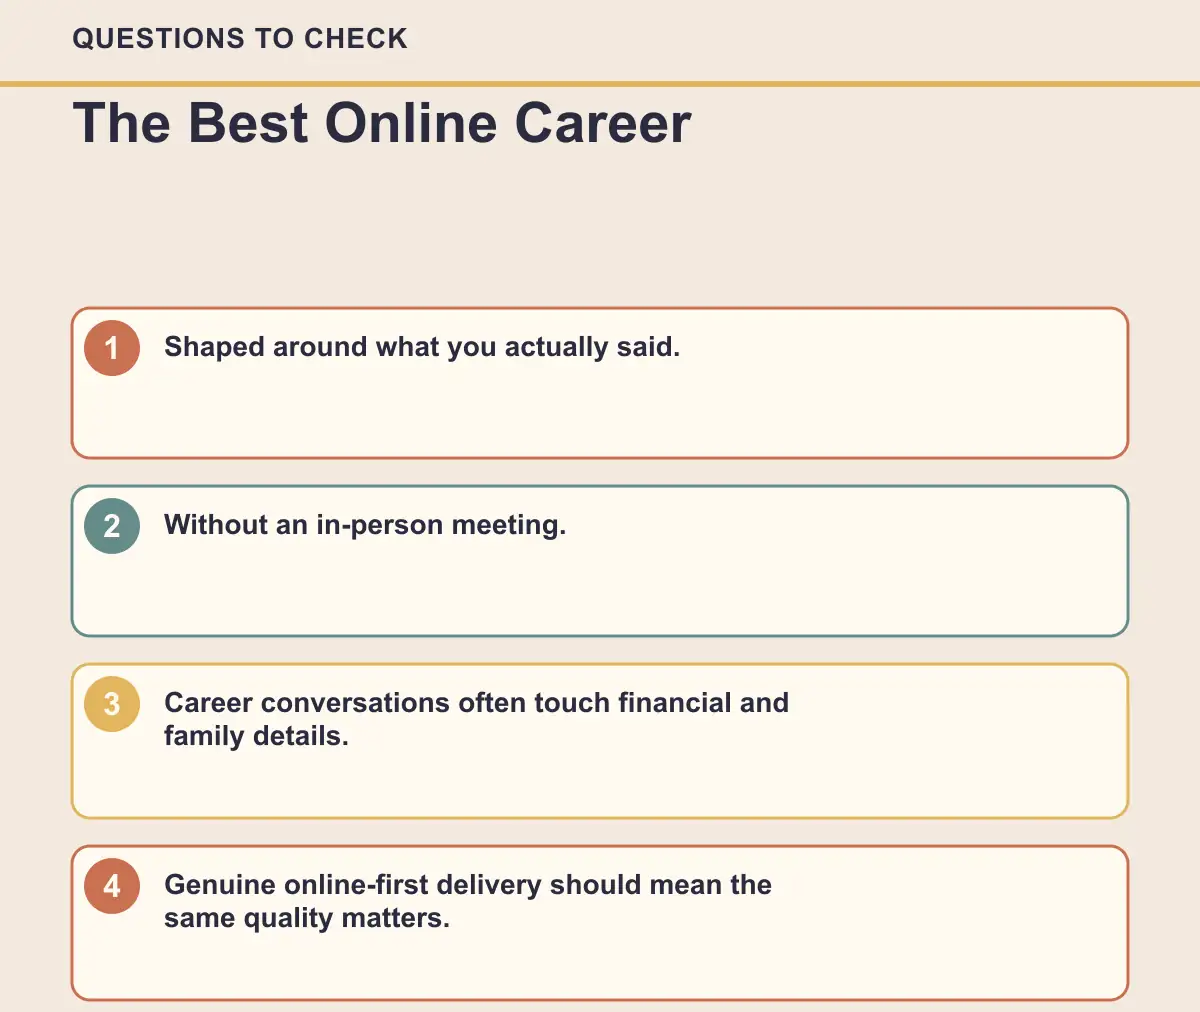 QUESTIONS TO CHECK
The Best Online Career
1
Shaped around what you actually said.
2
Without an in-person meeting.
3
Career conversations often touch financial and
family details.
4
Genuine online-first delivery should mean the
same quality matters.